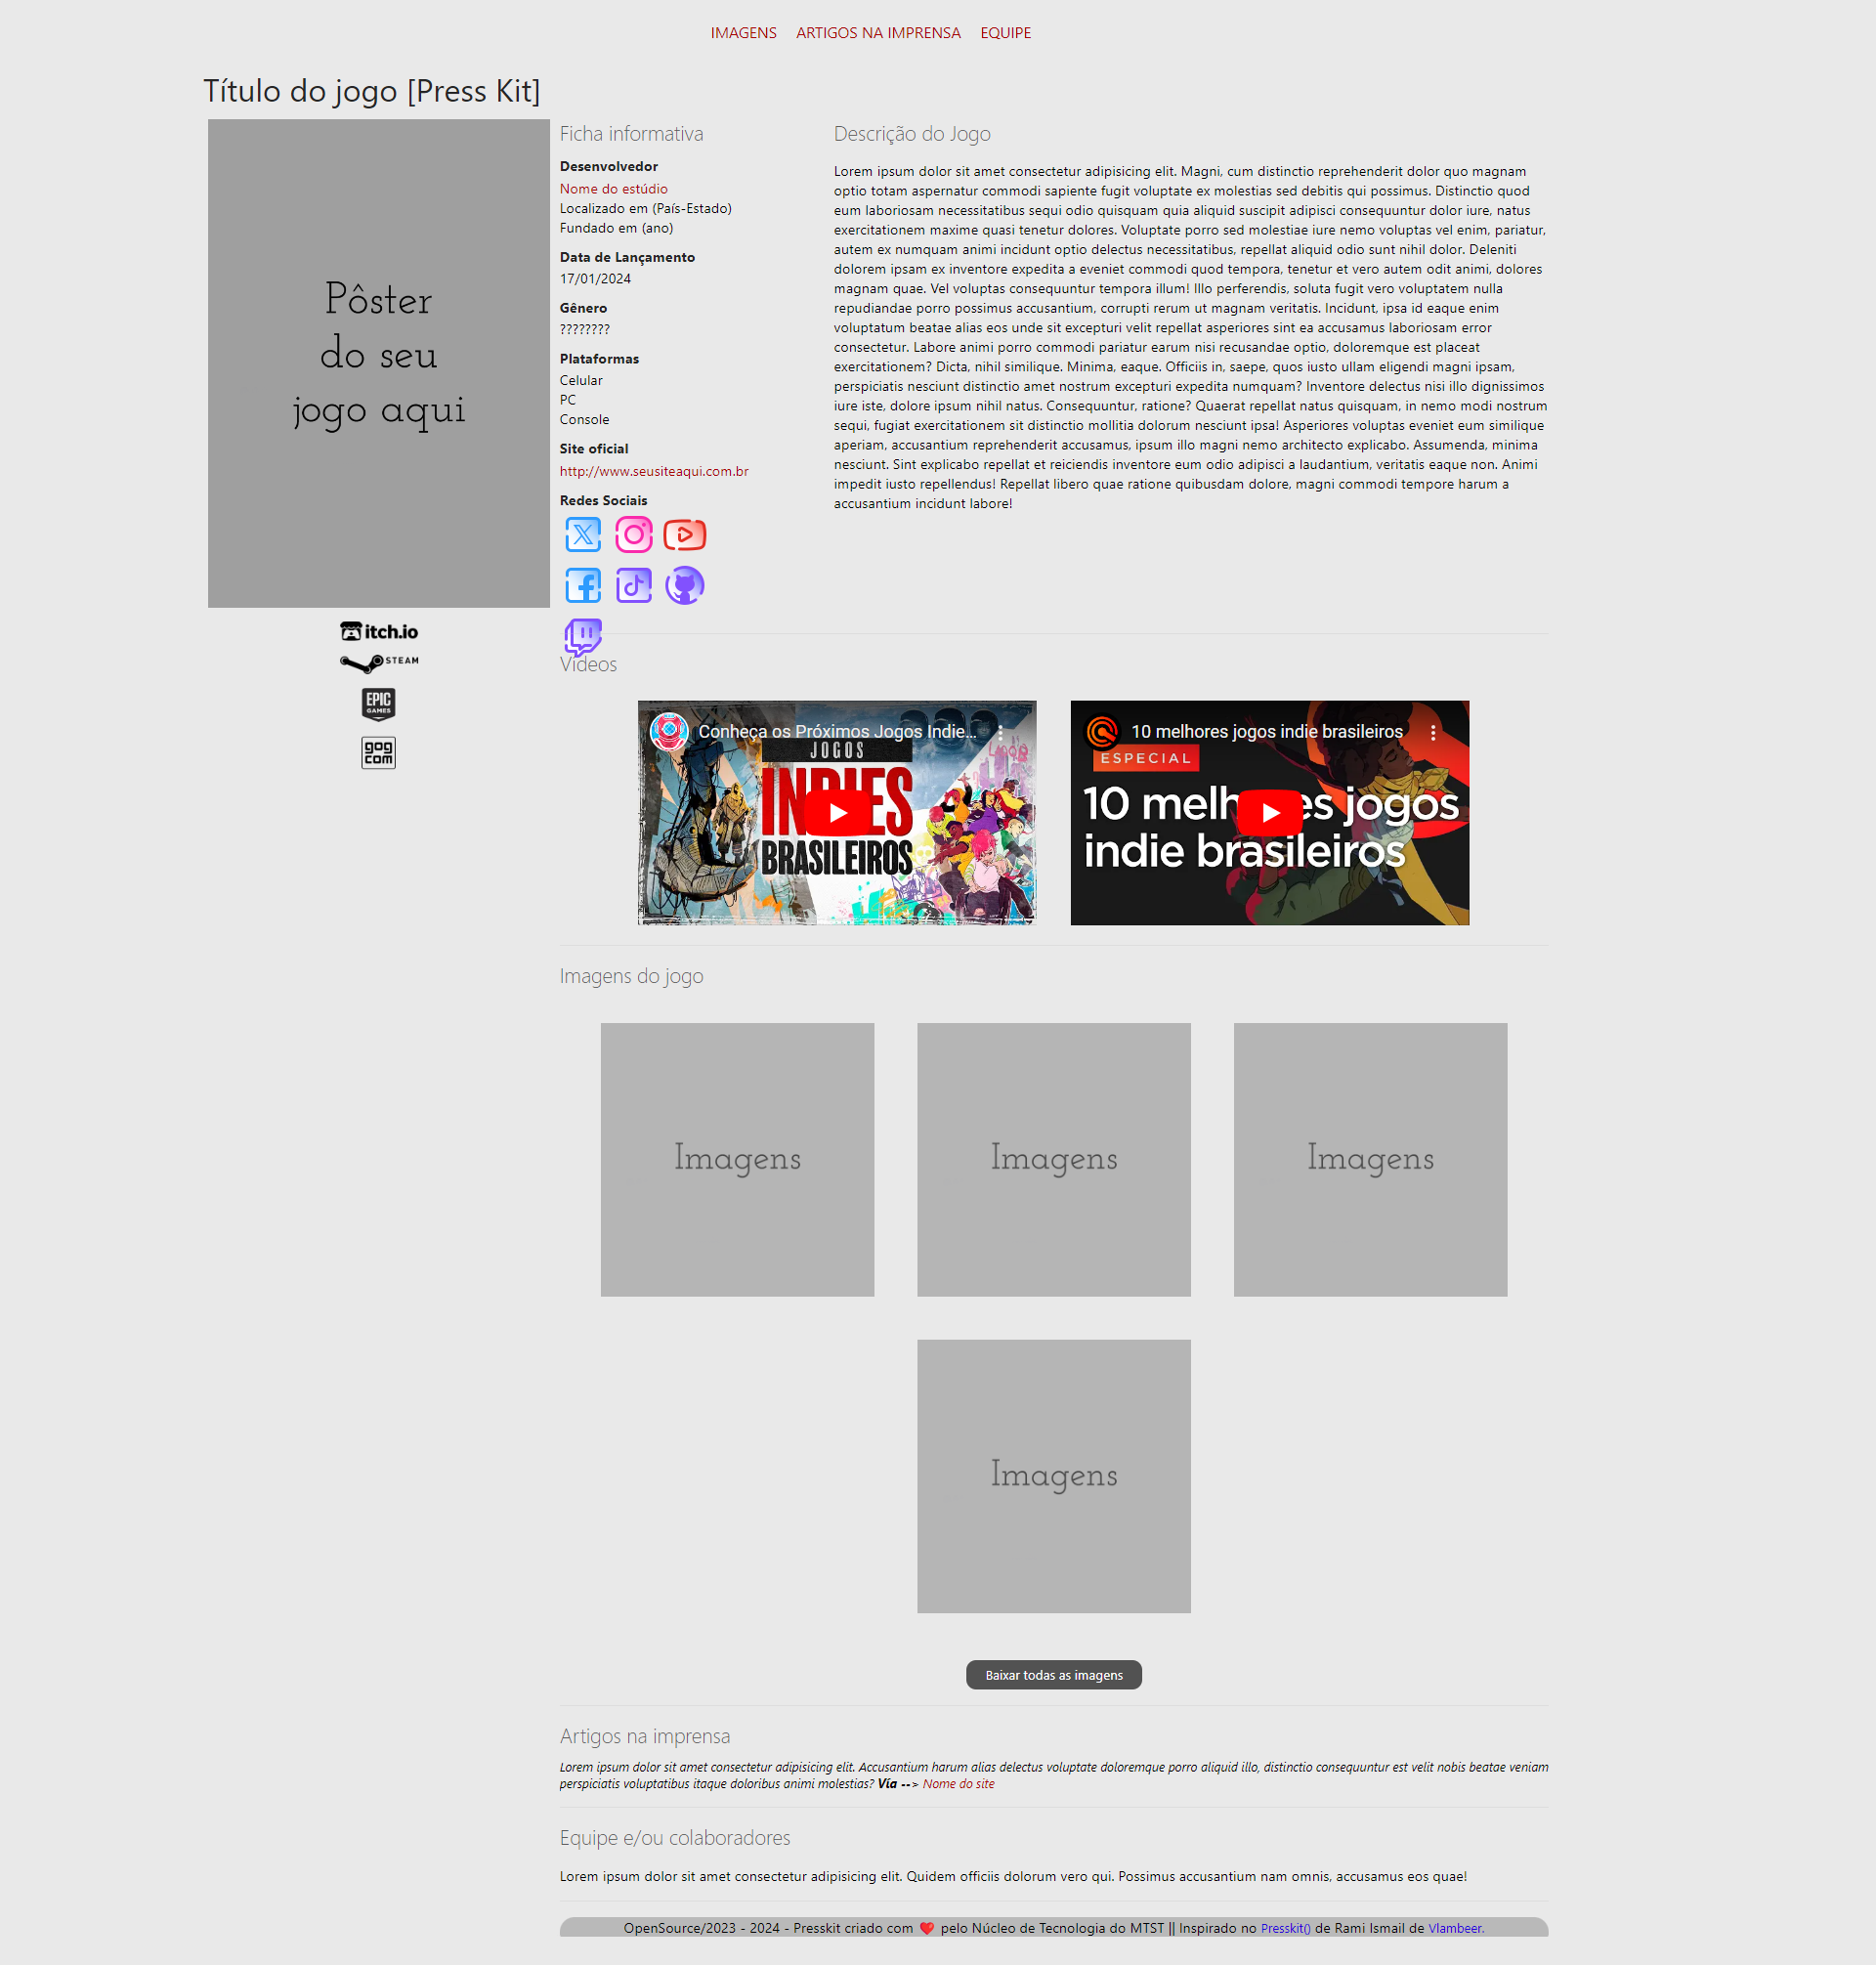 IMAGENS ARTIGOS NA IMPRENSA EQUIPE
Título do jogo [Press Kit]
Pôster
do seu
jogo aqui
itch.io
STEAM
EPIC
GAMES
gog
com
Ficha informativa
Desenvolvedor
Nome do estúdio
Localizado em (País-Estado)
Fundado em (ano)
Data de Lançamento
17/01/2024
Gênero
????????
Plataformas
Celular
PC
Console
Site oficial
http://www.seusiteaqui.com.br
Redes Sociais
Descrição do Jogo
Lorem ipsum dolor sit amet consectetur adipisicing elit. Magni, cum distinctio reprehenderit dolor quo magnam
optio totam aspernatur commodi sapiente fugit voluptate ex molestias sed debitis qui possimus. Distinctio quod
eum laboriosam necessitatibus sequi odio quisquam quia aliquid suscipit adipisci consequuntur dolor iure, natus
exercitationem maxime quasi tenetur dolores. Voluptate porro sed molestiae iure nemo voluptas vel enim, pariatur,
autem ex numquam animi incidunt optio delectus necessitatibus, repellat aliquid odio sunt nihil dolor. Deleniti
dolorem ipsam ex inventore expedita a eveniet commodi quod tempora, tenetur et vero autem odit animi, dolores
magnam quae. Vel voluptas consequuntur tempora illum! Illo perferendis, soluta fugit vero voluptatem nulla
repudiandae porro possimus accusantium, corrupti rerum ut magnam veritatis. Incidunt, ipsa id eaque enim
voluptatum beatae alias eos unde sit excepturi velit repellat asperiores sint ea accusamus laboriosam error
consectetur. Labore animi porro commodi pariatur earum nisi recusandae optio, doloremque est placeat
exercitationem? Dicta, nihil similique. Minima, eaque. Officiis in, saepe, quos iusto ullam eligendi magni ipsam,
perspiciatis nesciunt distinctio amet nostrum excepturi expedita numquam? Inventore delectus nisi illo dignissimos
iure iste, dolore ipsum nihil natus. Consequuntur, ratione? Quaerat repellat natus quisquam, in nemo modi nostrum
sequi, fugiat exercitationem sit distinctio mollitia dolorum nesciunt ipsa! Asperiores voluptas eveniet eum similique
aperiam, accusantium reprehenderit accusamus, ipsum illo magni nemo architecto explicabo. Assumenda, minima
nesciunt. Sint explicabo repellat et reiciendis inventore eum odio adipisci a laudantium, veritatis eaque non. Animi
impedit iusto repellendus! Repellat libero quae ratione quibusdam dolore, magni commodi tempore harum a
accusantium incidunt labore!
Vídeos
Conheça os Próximos Jogos Indie...
JOGOS
INDIES
BRASILEIROS
10 melhores jogos indie brasileiros
ESPECIAL
10 melhores jogos
indie brasileiros
Imagens do jogo
Imagens
Imagens
Imagens
Imagens
Baixar todas as imagens
Artigos na imprensa
Lorem ipsum dolor sit amet consectetur adipisicing elit. Accusantium harum alias delectus voluptate doloremque porro aliquid illo, distinctio consequuntur est velit nobis beatae veniam
perspiciatis voluptatibus itaque doloribus animi molestias? Via --> Nome do site
Equipe e/ou colaboradores
Lorem ipsum dolor sit amet consectetur adipisicing elit. Quidem officiis dolorum vero qui. Possimus accusantium nam omnis, accusamus eos quae!
OpenSource/2023 - 2024 - Presskit criado com ❤️ pelo Núcleo de Tecnologia do MTST || Inspirado no Presskit() de Rami Ismail de Vlambeer.